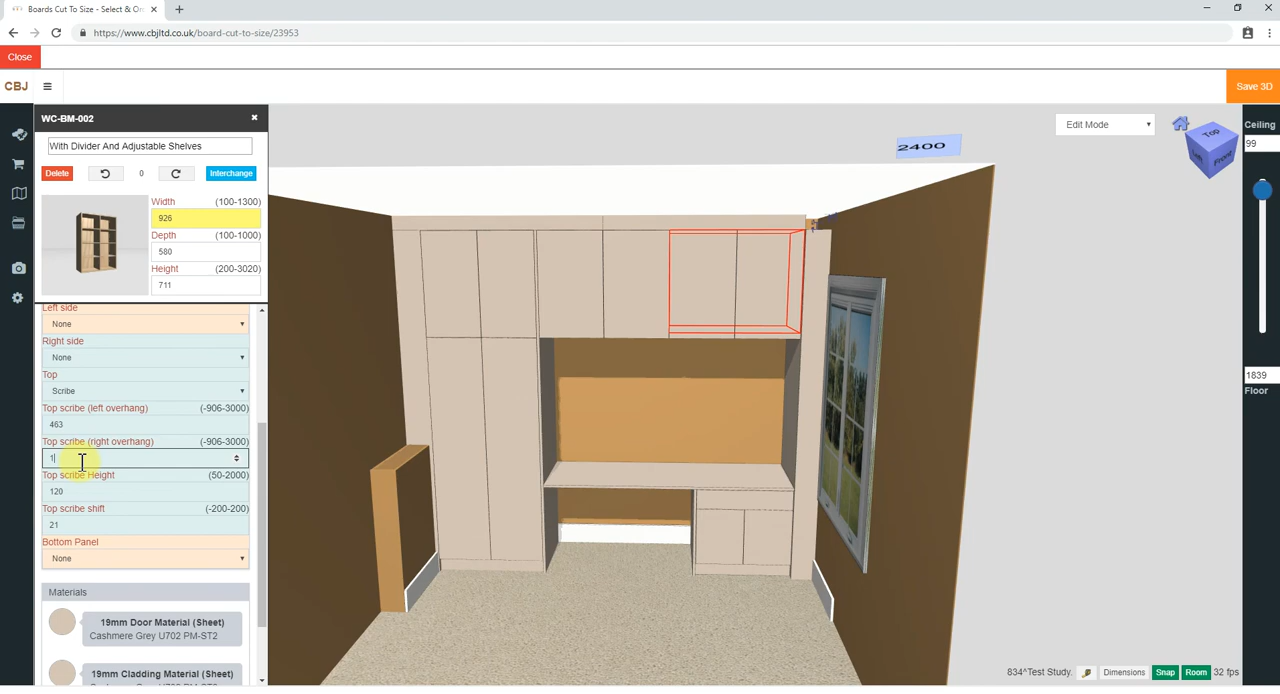 Boards Cut To Size - Select & Or
https://www.cbjltd.co.uk/board-cut-to-size/23953
Close
CBJ
Save 3D
WC-BM-002
With Divider And Adjustable Shelves
Delete
0
Interchange
Width (100-1300)
926
Depth (100-1000)
580
Height (200-3020)
711
Left side
None
Right side
None
Top
Scribe
Top scribe (left overhang) (-906-3000)
463
Top scribe (right overhang) (-906-3000)
1
Top scribe Height (50-2000)
120
Top scribe shift (-200-200)
21
Bottom Panel
None
Materials
19mm Door Material (Sheet)
Cashmere Grey U702 PM-ST2
19mm Cladding Material (Sheet)
2400
Edit Mode
Top
Left
Front
Ceiling
99
1839
Floor
834^Test Study.
Dimensions
Snap
Room
32 fps